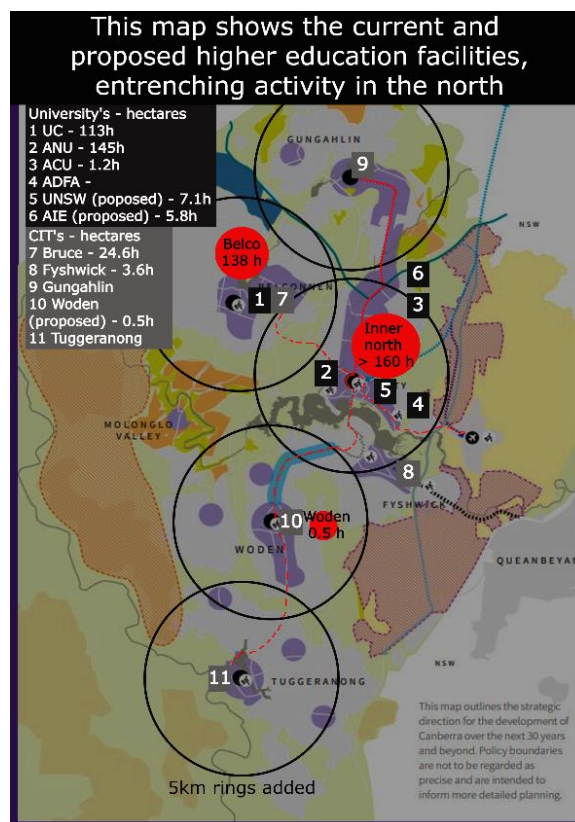 This map shows the current and
proposed higher education facilities,
entrenching activity in the north
University's - hectares
1 UC - 113h
2 ANU - 145h
3 ACU - 1.2h
4 ADFA -
5 UNSW (poposed) - 7.1h
6 AIE (proposed) - 5.8h
CIT's - hectares
7 Bruce - 24.6h
8 Fyshwick - 3.6h
9 Gungahlin
10 Woden
(proposed) - 0.5h
11 Tuggeranong
GUNGAHLIN
9
NSW
Belco
138 h
6
1
7
3
Inner
north
> 160 h
2
5
4
MOLONGLO
VALLEY
8
FYSHWICK
10
Woden
0.5 h
WODEN
QUEANBEYAN
NSW
11
TUGGERANONG
This map outlines the strategic
direction for the development of
Canberra over the next 30 years
and beyond. Policy boundaries
are not to be regarded as
precise and are intended to
inform more detailed planning.
5km rings added